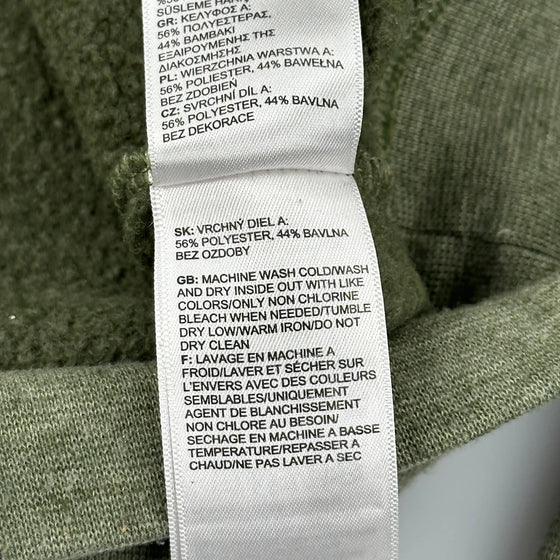 SÜSLEME HARİÇ
GR: ΚΕΛΥΦΟΣ A:
56% ΠΟΛΥΕΣΤΕΡΑΣ,
44% ΒΑΜΒΑΚΙ
ΕΞΑΙΡΟΥΜΕΝΗΣ ΤΗΣ
ΔΙΑΚΟΣΜΗΣΗΣ
PL: WIERZCHNIA WARSTWA A:
56% POLIESTER, 44% BAWEŁNA
BEZ ZDOBIEŃ
CZ: SVRCHNÍ DÍL A:
56% POLYESTER, 44% BAVLNA
BEZ DEKORACE
SK: VRCHNÝ DIEL A:
56% POLYESTER, 44% BAVLNA
BEZ OZDOBY
GB: MACHINE WASH COLD/WASH
AND DRY INSIDE OUT WITH LIKE
COLORS/ONLY NON CHLORINE
BLEACH WHEN NEEDED/TUMBLE
DRY LOW/WARM IRON/DO NOT
DRY CLEAN
F: LAVAGE EN MACHINE A
FROID/LAVER ET SÉCHER SUR
L'ENVERS AVEC DES COULEURS
SEMBLABLES/UNIQUEMENT
AGENT DE BLANCHISSEMENT
NON CHLORE AU BESOIN/
SECHAGE EN MACHINE A BASSE
TEMPERATURE/REPASSER A
CHAUD/NE PAS LAVER A SEC